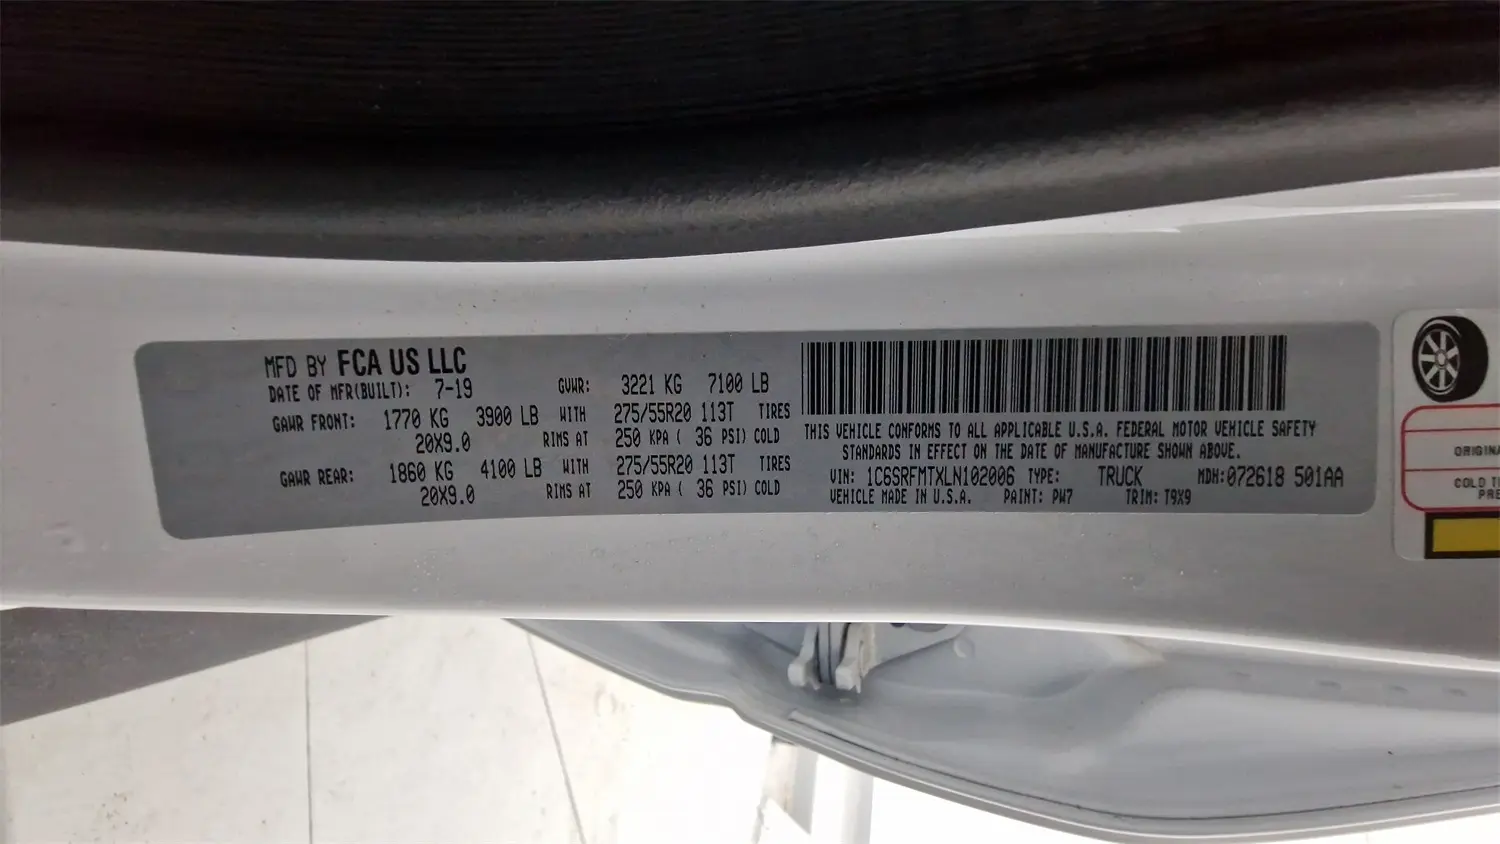 MFD BY FCA US LLC
DATE OF MFR(BUILT): 7-19 GVWR: 3221 KG 7100 LB
GAWR FRONT: 1770 KG 3900 LB WITH 275/55R20 113T TIRES
20X9.0 RIMS AT 250 KPA ( 36 PSI) COLD
GAWR REAR: 1860 KG 4100 LB WITH 275/55R20 113T TIRES
20X9.0 RIMS AT 250 KPA ( 36 PSI) COLD
THIS VEHICLE CONFORMS TO ALL APPLICABLE U.S.A. FEDERAL MOTOR VEHICLE SAFETY
STANDARDS IN EFFECT ON THE DATE OF MANUFACTURE SHOWN ABOVE.
VIN: 1C6SRFMTXLN102006 TYPE: TRUCK MDH:072618 501AA
VEHICLE MADE IN U.S.A. PAINT: PW7 TRIM: T9X9
COLD